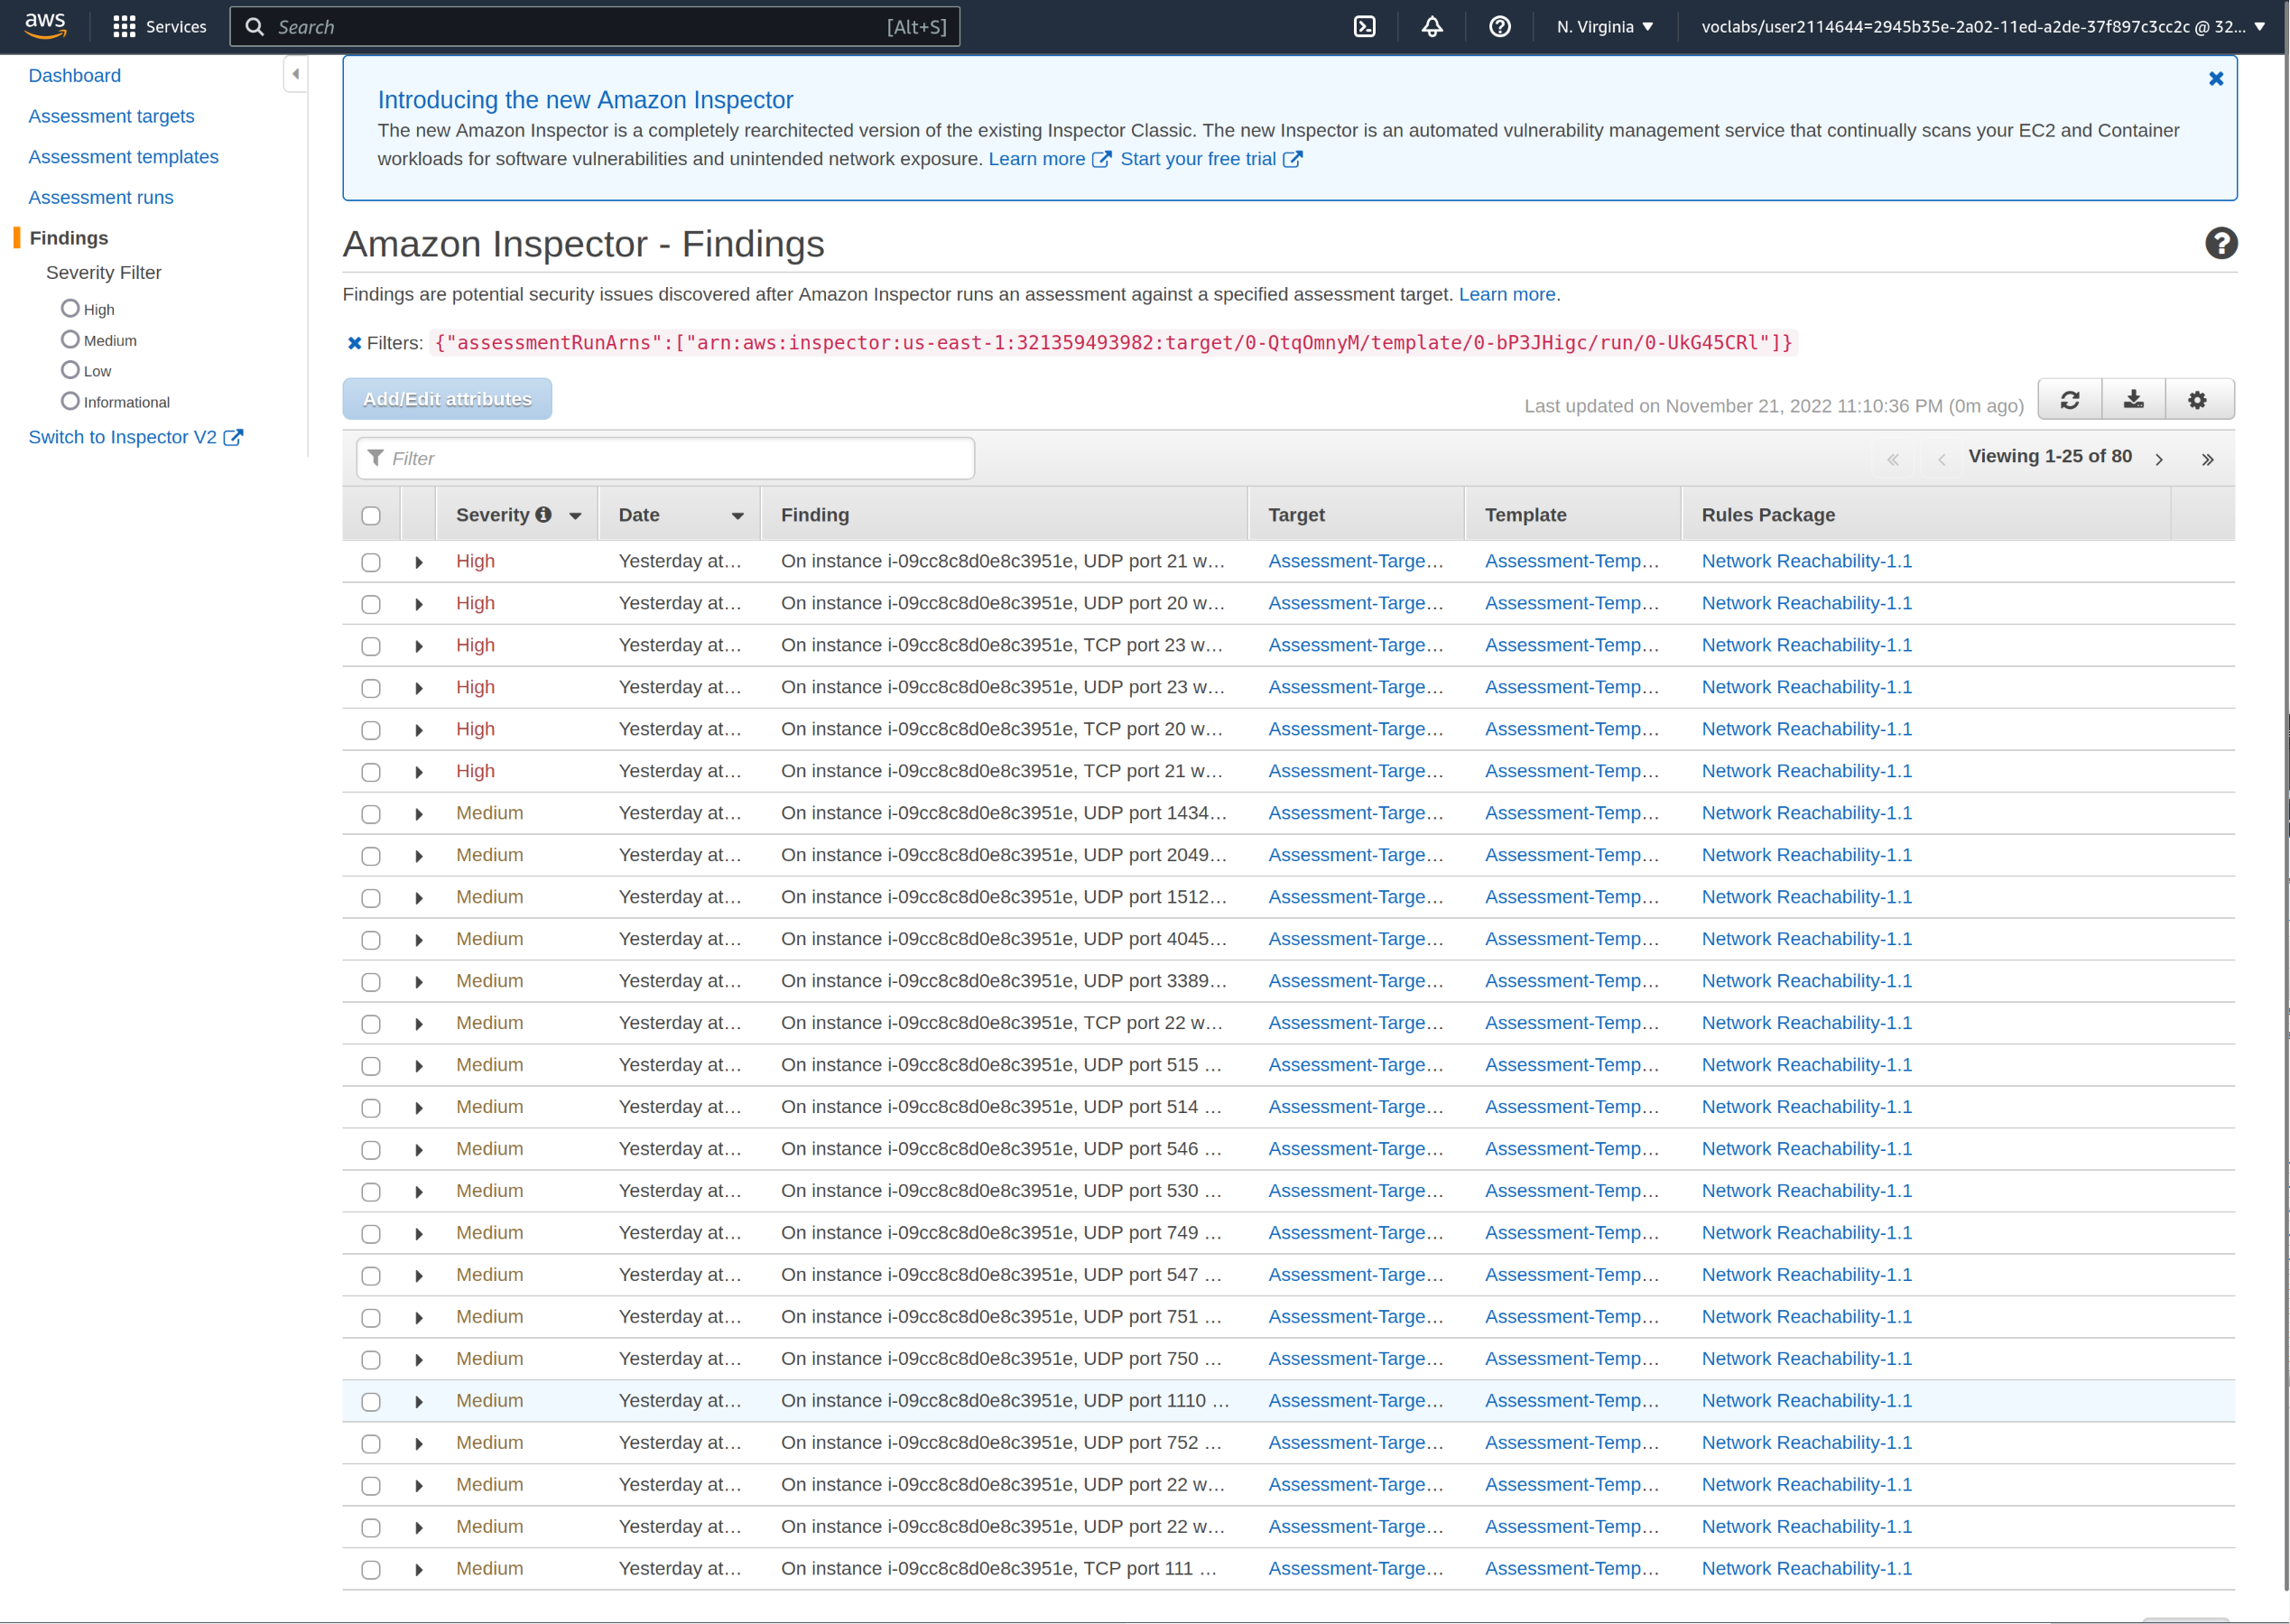 aws Services Search [Alt+S] N. Virginia voclabs/user2114644=2945b35e-2a02-11ed-a2de-37f897c3cc2c @ 32...
Dashboard
Assessment targets
Assessment templates
Assessment runs
Findings
Severity Filter
High
Medium
Low
Informational
Switch to Inspector V2
Introducing the new Amazon Inspector
The new Amazon Inspector is a completely rearchitected version of the existing Inspector Classic. The new Inspector is an automated vulnerability management service that continually scans your EC2 and Container
workloads for software vulnerabilities and unintended network exposure. Learn more Start your free trial
Amazon Inspector - Findings
Findings are potential security issues discovered after Amazon Inspector runs an assessment against a specified assessment target. Learn more.
Filters: {"assessmentRunArns":["arn:aws:inspector:us-east-1:321359493982:target/0-QtqOmnyM/template/0-bP3JHigc/run/0-UkG45CRl"]}
Add/Edit attributes Last updated on November 21, 2022 11:10:36 PM (0m ago)
Filter « ‹ Viewing 1-25 of 80 › »
Severity Date Finding Target Template Rules Package
High Yesterday at... On instance i-09cc8c8d0e8c3951e, UDP port 21 w... Assessment-Targe... Assessment-Temp... Network Reachability-1.1
High Yesterday at... On instance i-09cc8c8d0e8c3951e, UDP port 20 w... Assessment-Targe... Assessment-Temp... Network Reachability-1.1
High Yesterday at... On instance i-09cc8c8d0e8c3951e, TCP port 23 w... Assessment-Targe... Assessment-Temp... Network Reachability-1.1
High Yesterday at... On instance i-09cc8c8d0e8c3951e, UDP port 23 w... Assessment-Targe... Assessment-Temp... Network Reachability-1.1
High Yesterday at... On instance i-09cc8c8d0e8c3951e, TCP port 20 w... Assessment-Targe... Assessment-Temp... Network Reachability-1.1
High Yesterday at... On instance i-09cc8c8d0e8c3951e, TCP port 21 w... Assessment-Targe... Assessment-Temp... Network Reachability-1.1
Medium Yesterday at... On instance i-09cc8c8d0e8c3951e, UDP port 1434... Assessment-Targe... Assessment-Temp... Network Reachability-1.1
Medium Yesterday at... On instance i-09cc8c8d0e8c3951e, UDP port 2049... Assessment-Targe... Assessment-Temp... Network Reachability-1.1
Medium Yesterday at... On instance i-09cc8c8d0e8c3951e, UDP port 1512... Assessment-Targe... Assessment-Temp... Network Reachability-1.1
Medium Yesterday at... On instance i-09cc8c8d0e8c3951e, UDP port 4045... Assessment-Targe... Assessment-Temp... Network Reachability-1.1
Medium Yesterday at... On instance i-09cc8c8d0e8c3951e, UDP port 3389... Assessment-Targe... Assessment-Temp... Network Reachability-1.1
Medium Yesterday at... On instance i-09cc8c8d0e8c3951e, TCP port 22 w... Assessment-Targe... Assessment-Temp... Network Reachability-1.1
Medium Yesterday at... On instance i-09cc8c8d0e8c3951e, UDP port 515 ... Assessment-Targe... Assessment-Temp... Network Reachability-1.1
Medium Yesterday at... On instance i-09cc8c8d0e8c3951e, UDP port 514 ... Assessment-Targe... Assessment-Temp... Network Reachability-1.1
Medium Yesterday at... On instance i-09cc8c8d0e8c3951e, UDP port 546 ... Assessment-Targe... Assessment-Temp... Network Reachability-1.1
Medium Yesterday at... On instance i-09cc8c8d0e8c3951e, UDP port 530 ... Assessment-Targe... Assessment-Temp... Network Reachability-1.1
Medium Yesterday at... On instance i-09cc8c8d0e8c3951e, UDP port 749 ... Assessment-Targe... Assessment-Temp... Network Reachability-1.1
Medium Yesterday at... On instance i-09cc8c8d0e8c3951e, UDP port 547 ... Assessment-Targe... Assessment-Temp... Network Reachability-1.1
Medium Yesterday at... On instance i-09cc8c8d0e8c3951e, UDP port 751 ... Assessment-Targe... Assessment-Temp... Network Reachability-1.1
Medium Yesterday at... On instance i-09cc8c8d0e8c3951e, UDP port 750 ... Assessment-Targe... Assessment-Temp... Network Reachability-1.1
Medium Yesterday at... On instance i-09cc8c8d0e8c3951e, UDP port 1110 ... Assessment-Targe... Assessment-Temp... Network Reachability-1.1
Medium Yesterday at... On instance i-09cc8c8d0e8c3951e, UDP port 752 ... Assessment-Targe... Assessment-Temp... Network Reachability-1.1
Medium Yesterday at... On instance i-09cc8c8d0e8c3951e, UDP port 22 w... Assessment-Targe... Assessment-Temp... Network Reachability-1.1
Medium Yesterday at... On instance i-09cc8c8d0e8c3951e, UDP port 22 w... Assessment-Targe... Assessment-Temp... Network Reachability-1.1
Medium Yesterday at... On instance i-09cc8c8d0e8c3951e, TCP port 111 ... Assessment-Targe... Assessment-Temp... Network Reachability-1.1